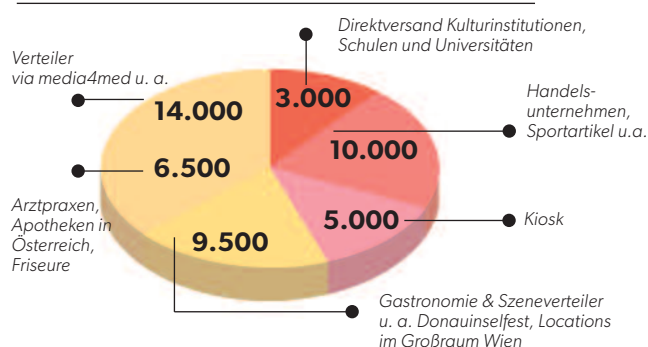 Direktversand Kulturinstitutionen,
Schulen und Universitäten
3.000
Handels-
unternehmen,
Sportartikel u.a.
10.000
Kiosk
5.000
Gastronomie & Szeneverteiler
u. a. Donauinselfest, Locations
im Großraum Wien
9.500
Arztpraxen,
Apotheken in
Österreich,
Friseure
6.500
Verteiler
via media4med u. a.
14.000